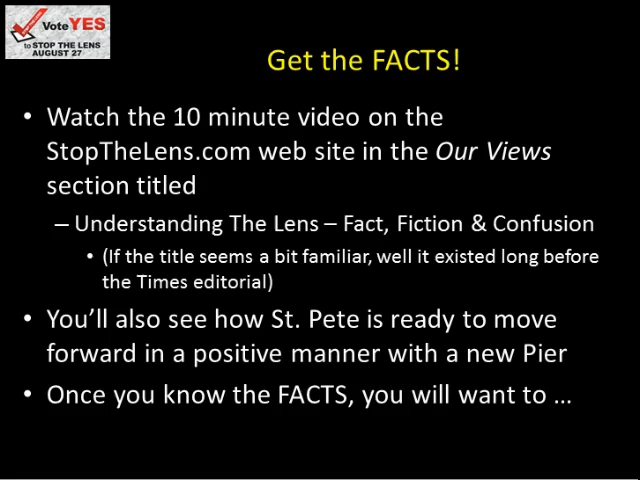 Vote YES
to STOP THE LENS
AUGUST 27
Get the FACTS!
• Watch the 10 minute video on the
StopTheLens.com web site in the Our Views
section titled
– Understanding The Lens – Fact, Fiction & Confusion
• (If the title seems a bit familiar, well it existed long before
the Times editorial)
• You’ll also see how St. Pete is ready to move
forward in a positive manner with a new Pier
• Once you know the FACTS, you will want to …